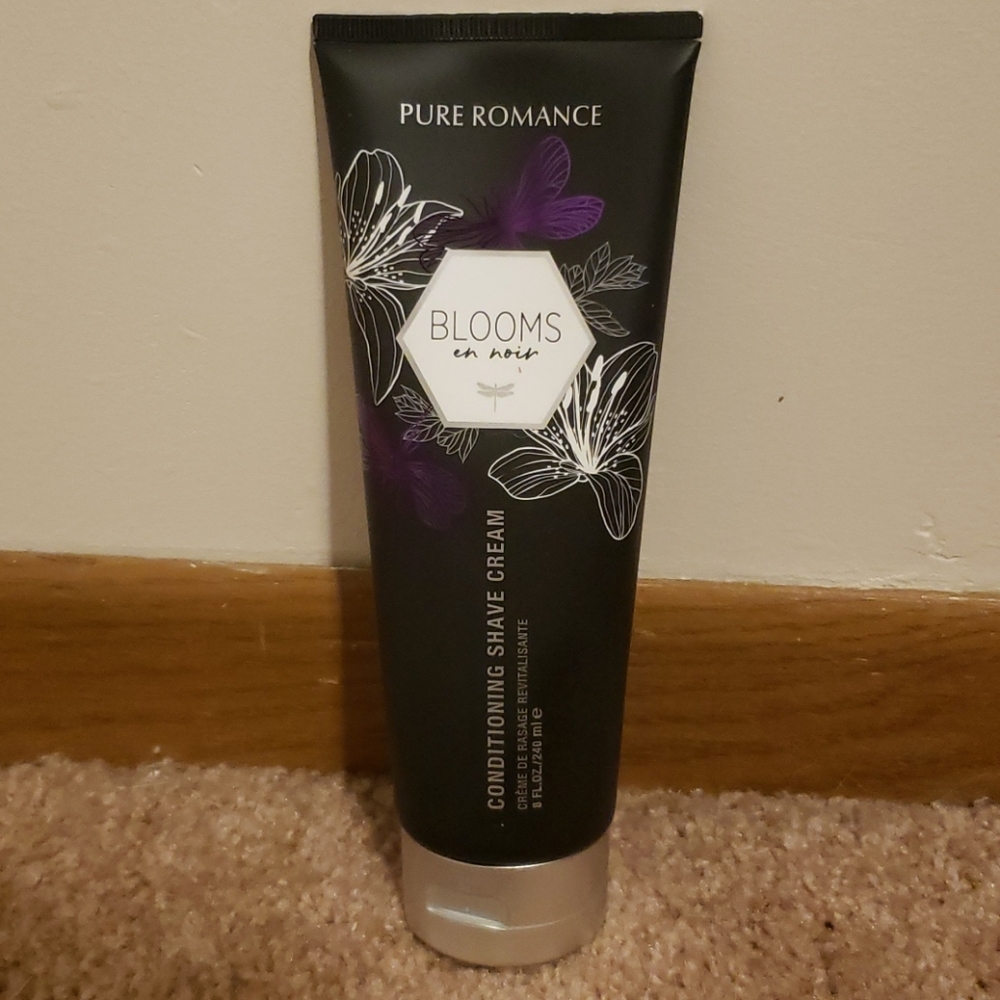 PURE ROMANCE
BLOOMS
en noir
CONDITIONING SHAVE CREAM
CRÈME DE RASAGE REVITALISANTE
8 FL.OZ./240 ml e